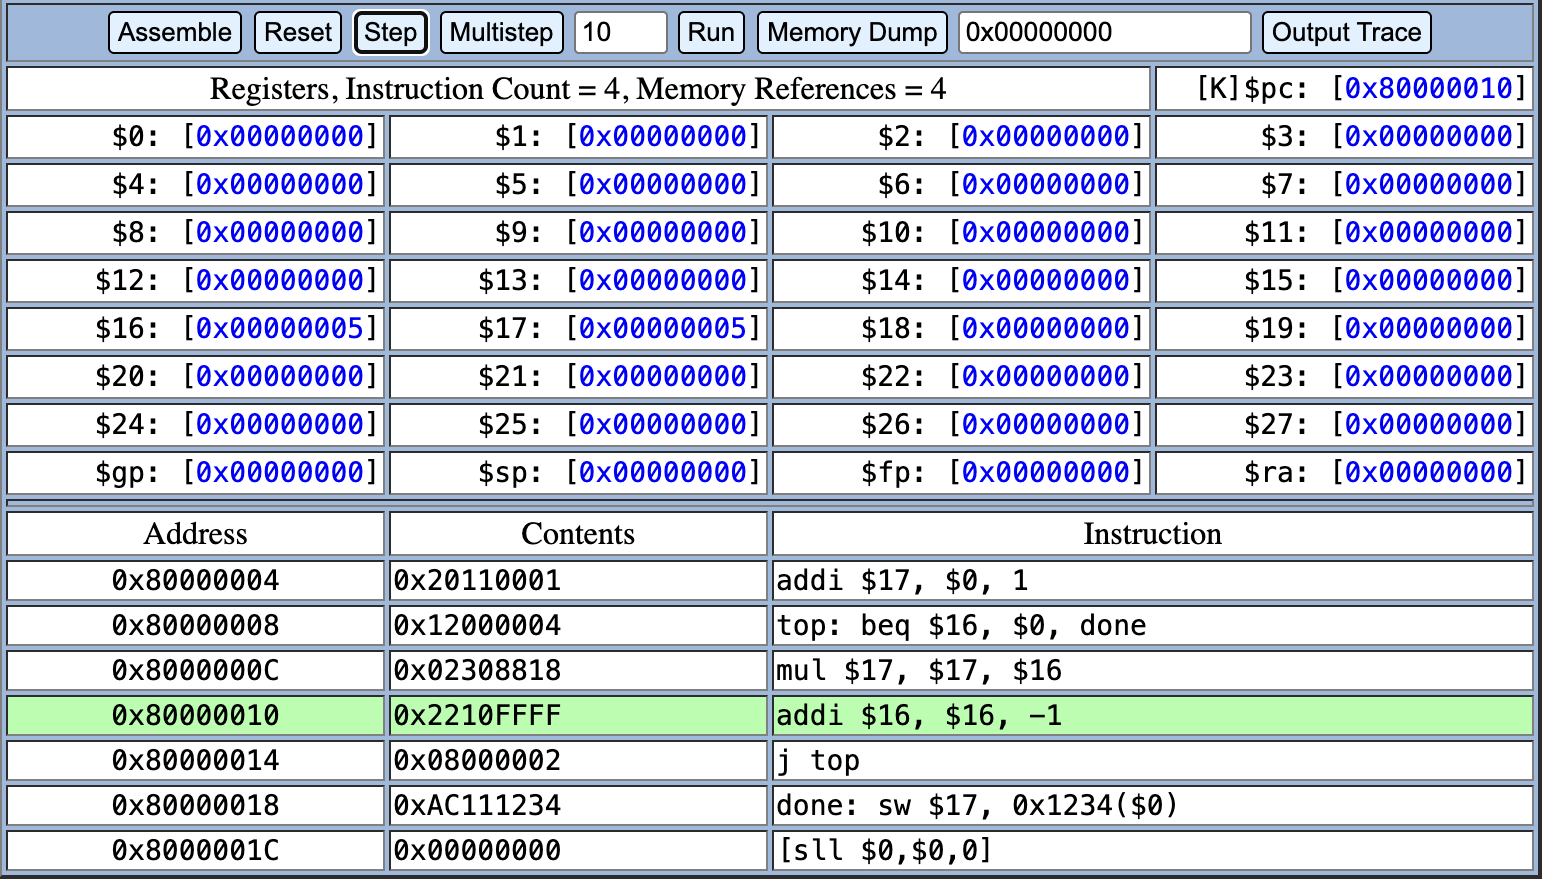 Assemble Reset Step Multistep 10 Run Memory Dump 0x00000000 Output Trace
Registers, Instruction Count = 4, Memory References = 4 [K]$pc: [0x80000010]
$0: [0x00000000] $1: [0x00000000] $2: [0x00000000] $3: [0x00000000]
$4: [0x00000000] $5: [0x00000000] $6: [0x00000000] $7: [0x00000000]
$8: [0x00000000] $9: [0x00000000] $10: [0x00000000] $11: [0x00000000]
$12: [0x00000000] $13: [0x00000000] $14: [0x00000000] $15: [0x00000000]
$16: [0x00000005] $17: [0x00000005] $18: [0x00000000] $19: [0x00000000]
$20: [0x00000000] $21: [0x00000000] $22: [0x00000000] $23: [0x00000000]
$24: [0x00000000] $25: [0x00000000] $26: [0x00000000] $27: [0x00000000]
$gp: [0x00000000] $sp: [0x00000000] $fp: [0x00000000] $ra: [0x00000000]
Address Contents Instruction
0x80000004 0x20110001 addi $17, $0, 1
0x80000008 0x12000004 top: beq $16, $0, done
0x8000000C 0x02308818 mul $17, $17, $16
0x80000010 0x2210FFFF addi $16, $16, -1
0x80000014 0x08000002 j top
0x80000018 0xAC111234 done: sw $17, 0x1234($0)
0x8000001C 0x00000000 [sll $0,$0,0]